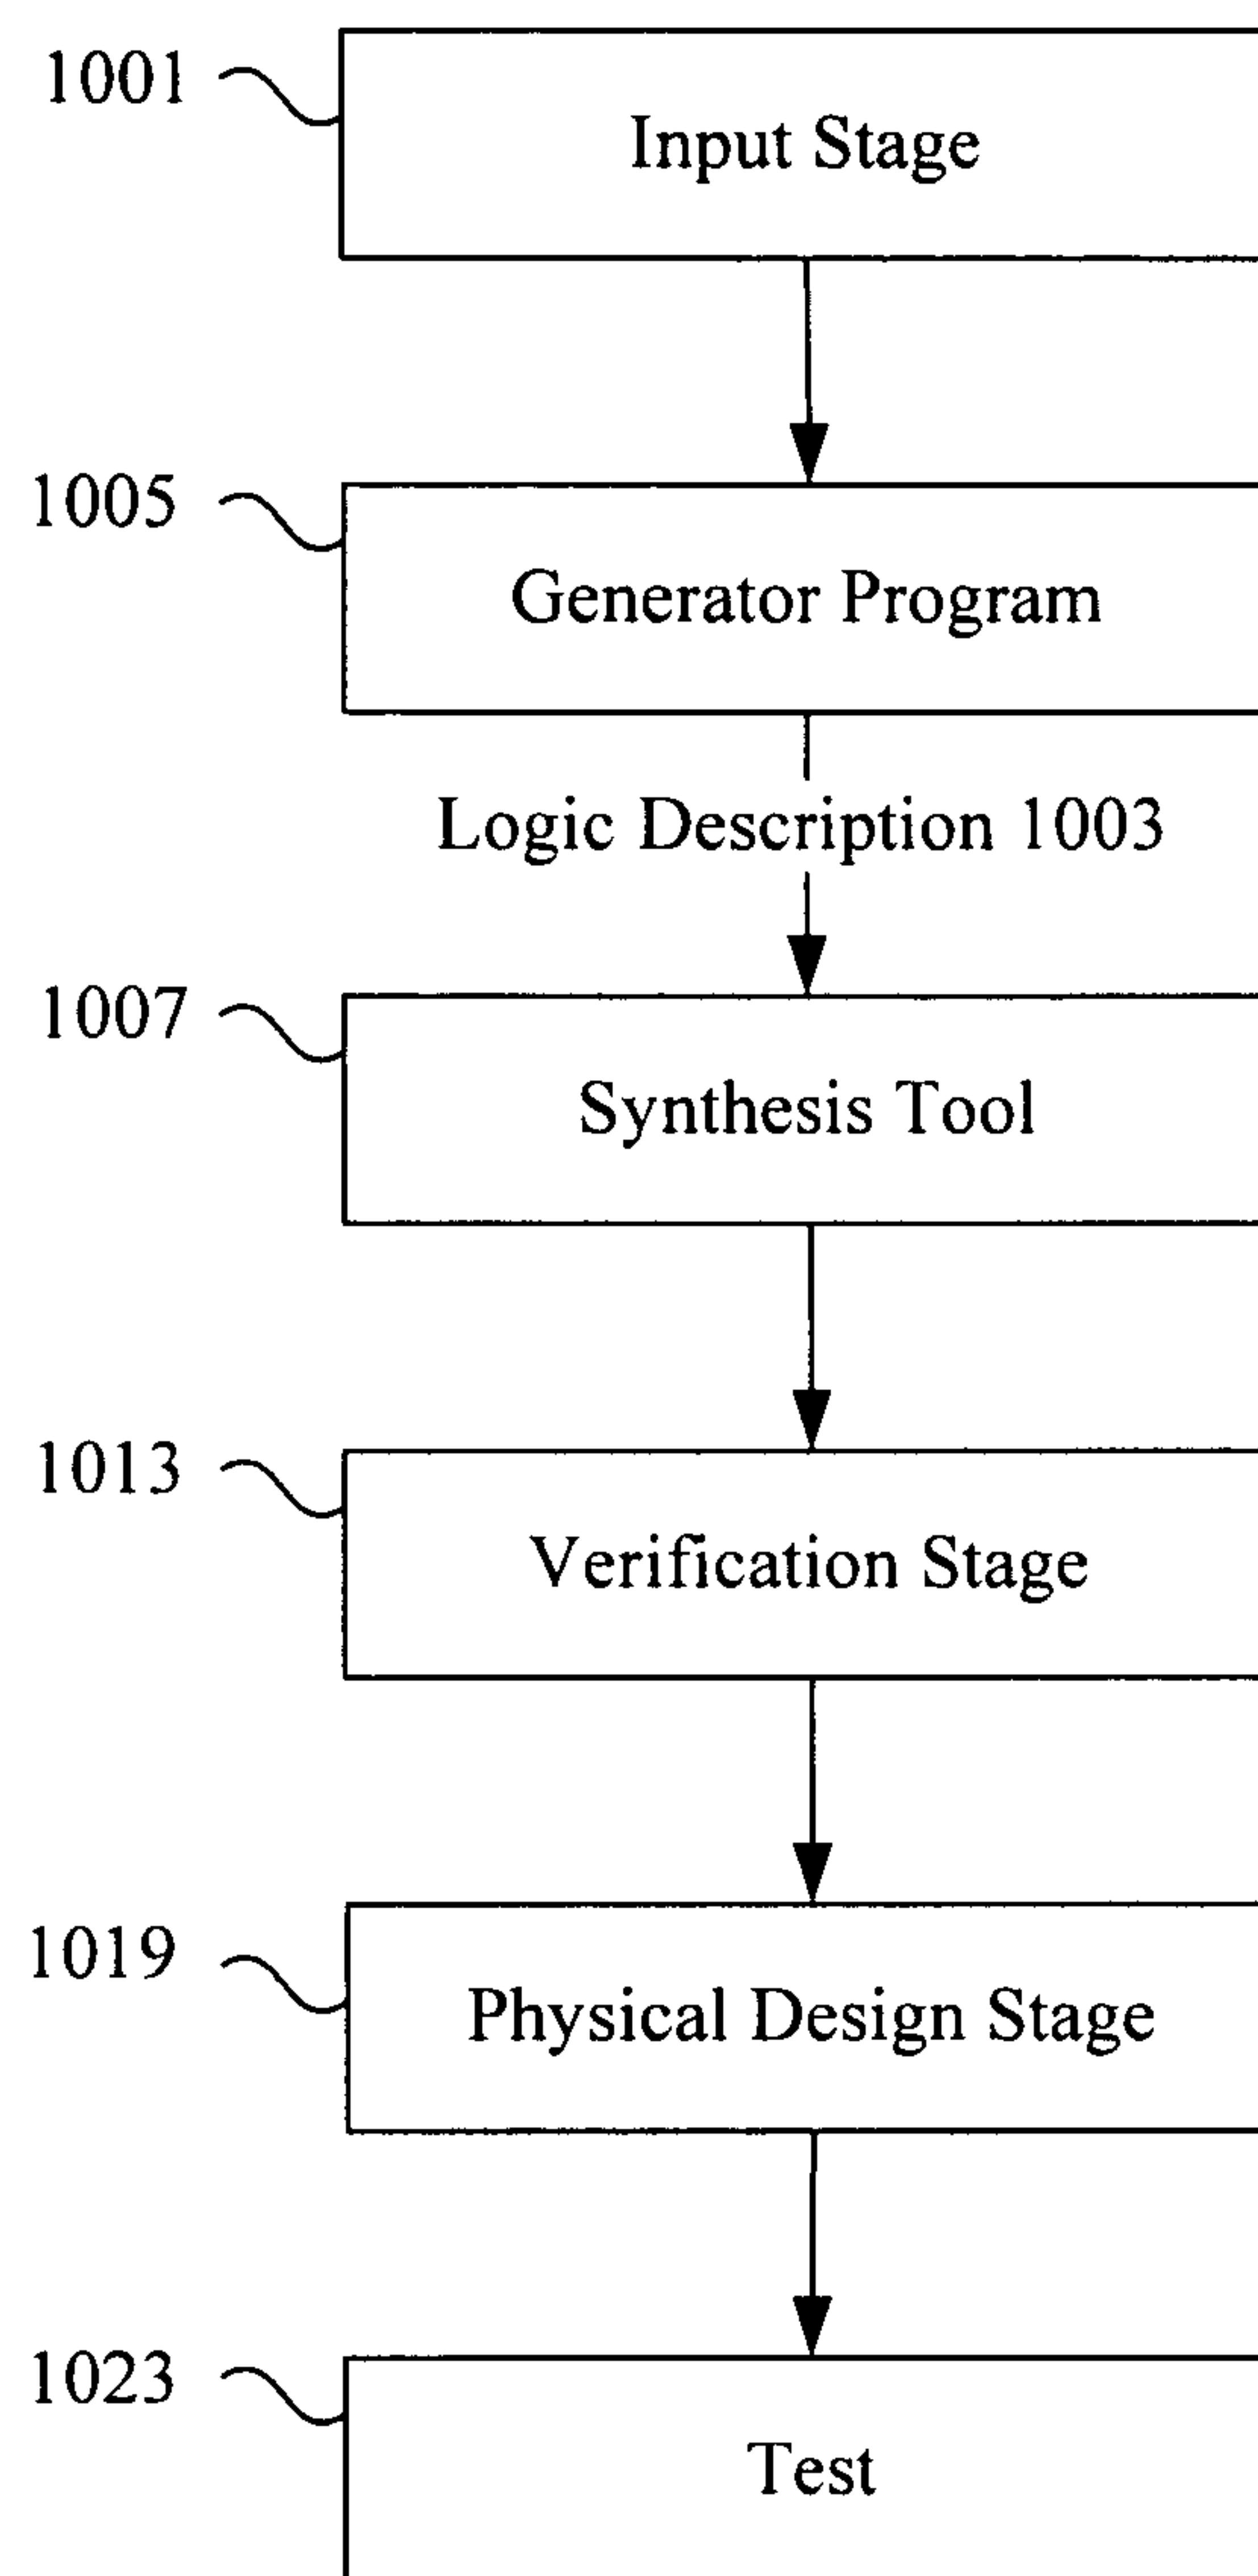 1001
Input Stage
1005
Generator Program
Logic Description 1003
1007
Synthesis Tool
1013
Verification Stage
1019
Physical Design Stage
1023
Test